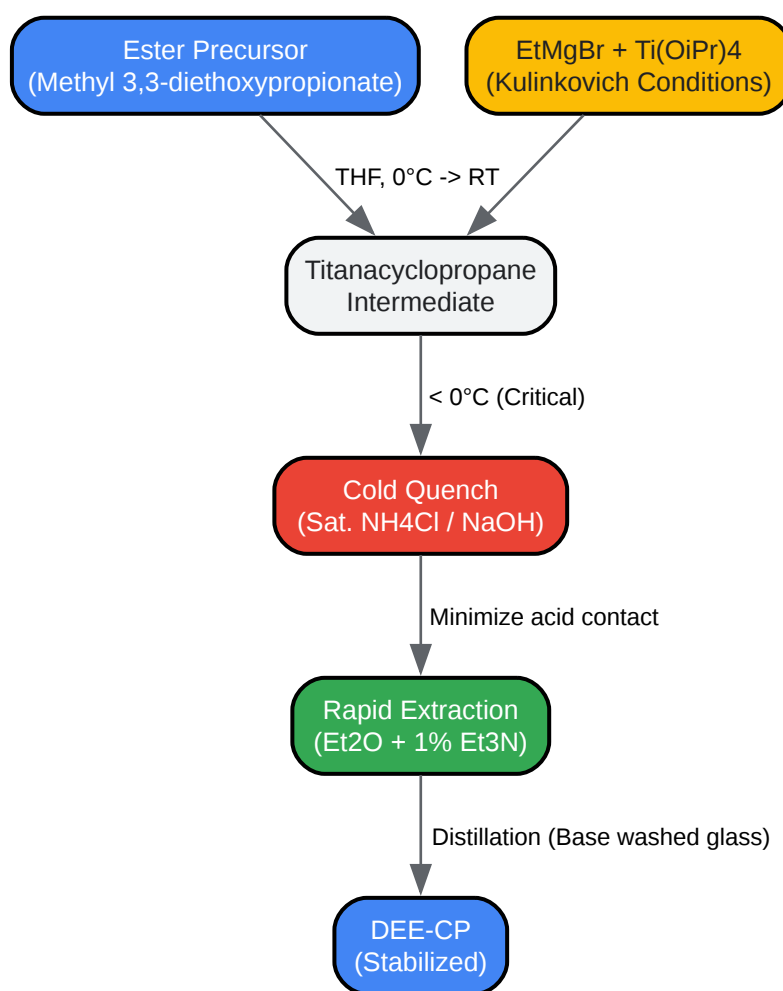 Ester Precursor
(Methyl 3,3-diethoxypropionate)
EtMgBr + Ti(OiPr)4
(Kulinkovich Conditions)
THF, 0°C -> RT
Titanacyclopropane
Intermediate
< 0°C (Critical)
Cold Quench
(Sat. NH4Cl / NaOH)
Minimize acid contact
Rapid Extraction
(Et2O + 1% Et3N)
Distillation (Base washed glass)
DEE-CP
(Stabilized)